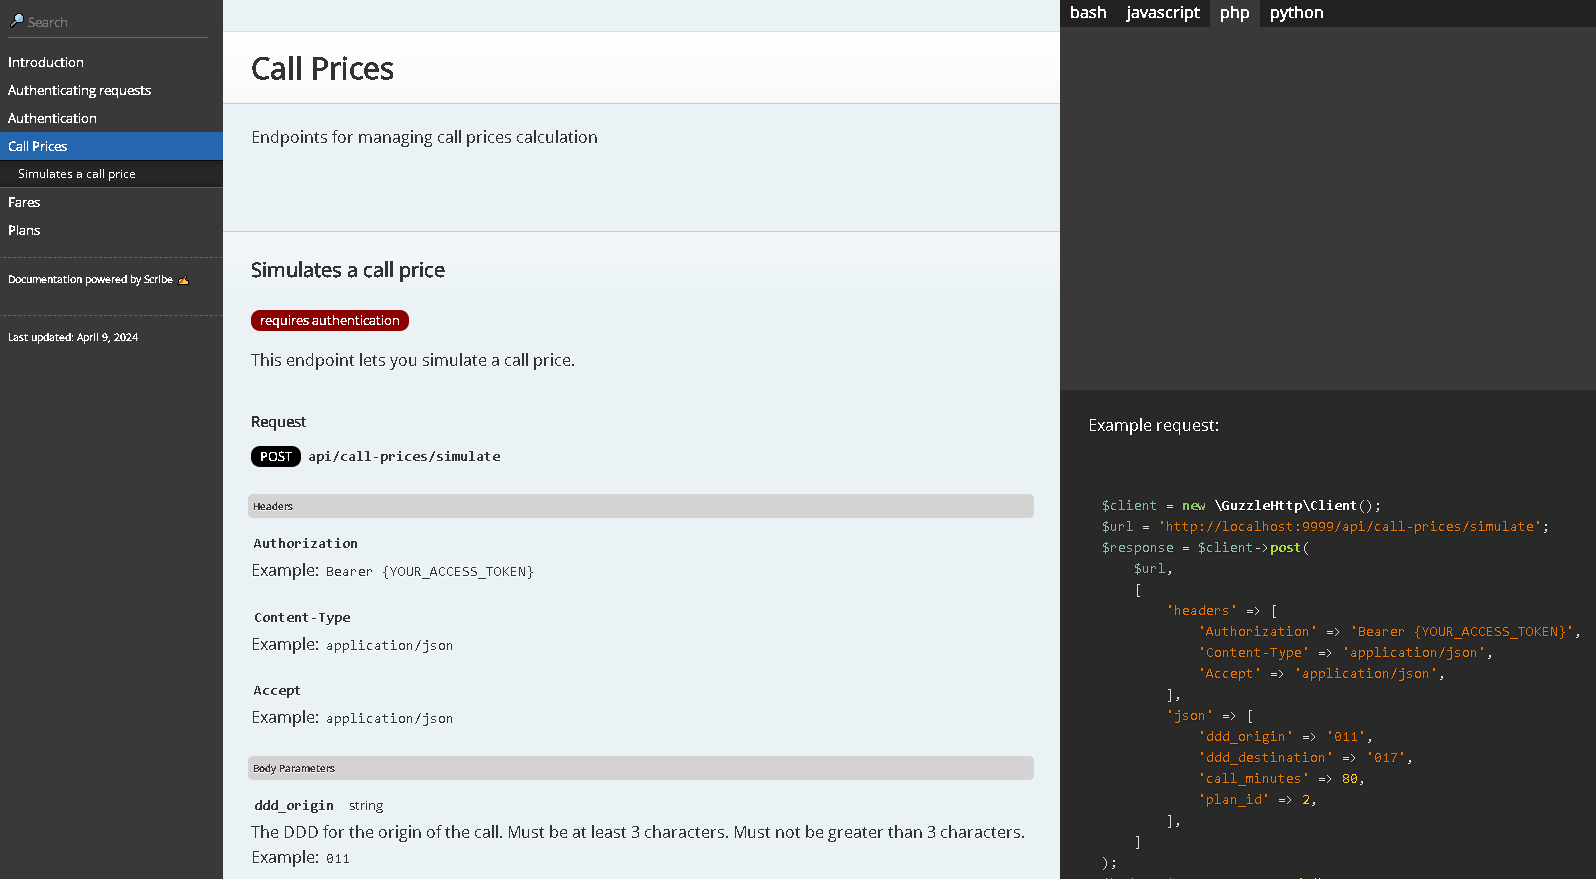 Search
Introduction
Authenticating requests
Authentication
Call Prices
Simulates a call price
Fares
Plans
Documentation powered by Scribe ✍
Last updated: April 9, 2024
Call Prices
Endpoints for managing call prices calculation
Simulates a call price
requires authentication
This endpoint lets you simulate a call price.
Request
POST api/call-prices/simulate
Headers
Authorization
Example: Bearer {YOUR_ACCESS_TOKEN}
Content-Type
Example: application/json
Accept
Example: application/json
Body Parameters
ddd_origin string
The DDD for the origin of the call. Must be at least 3 characters. Must not be greater than 3 characters.
Example: 011
bash javascript php python
Example request:
$client = new \GuzzleHttp\Client();
$url = 'http://localhost:9999/api/call-prices/simulate';
$response = $client->post(
$url,
[
'headers' => [
'Authorization' => 'Bearer {YOUR_ACCESS_TOKEN}',
'Content-Type' => 'application/json',
'Accept' => 'application/json',
],
'json' => [
'ddd_origin' => '011',
'ddd_destination' => '017',
'call_minutes' => 80,
'plan_id' => 2,
],
]
);